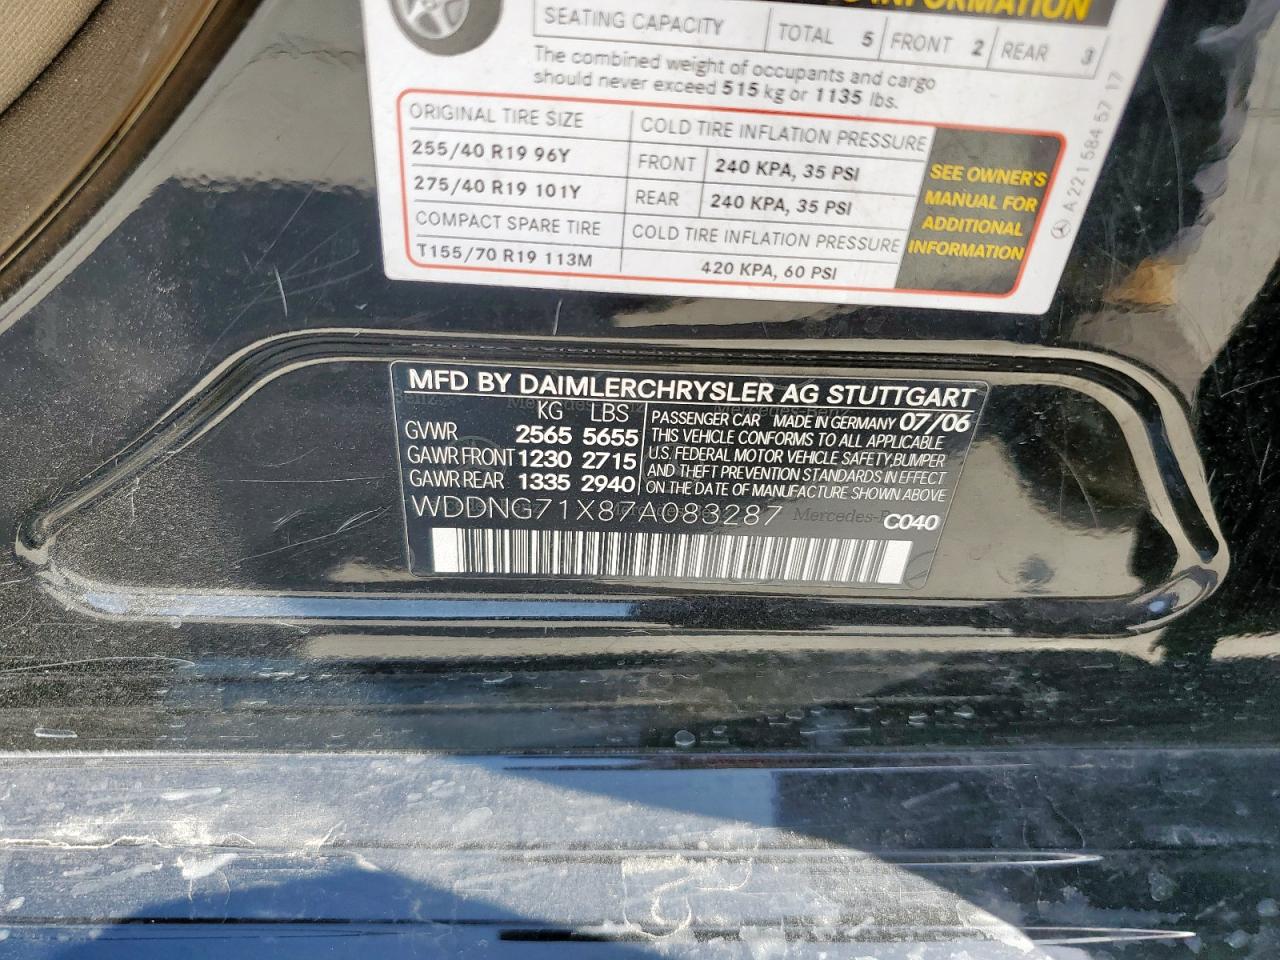 INFORMATION
SEATING CAPACITY TOTAL 5 FRONT 2 REAR 3
The combined weight of occupants and cargo
should never exceed 515 kg or 1135 lbs.
ORIGINAL TIRE SIZE COLD TIRE INFLATION PRESSURE
255/40 R19 96Y FRONT 240 KPA, 35 PSI
275/40 R19 101Y REAR 240 KPA, 35 PSI
COMPACT SPARE TIRE COLD TIRE INFLATION PRESSURE
T155/70 R19 113M 420 KPA, 60 PSI
SEE OWNER'S
MANUAL FOR
ADDITIONAL
INFORMATION
A 221 584 57 17
MFD BY DAIMLERCHRYSLER AG STUTTGART
KG LBS
GVWR 2565 5655
GAWR FRONT 1230 2715
GAWR REAR 1335 2940
PASSENGER CAR MADE IN GERMANY 07/06
THIS VEHICLE CONFORMS TO ALL APPLICABLE
U.S. FEDERAL MOTOR VEHICLE SAFETY,BUMPER
AND THEFT PREVENTION STANDARDS IN EFFECT
ON THE DATE OF MANUFACTURE SHOWN ABOVE
WDDNG71X87A083287 C040